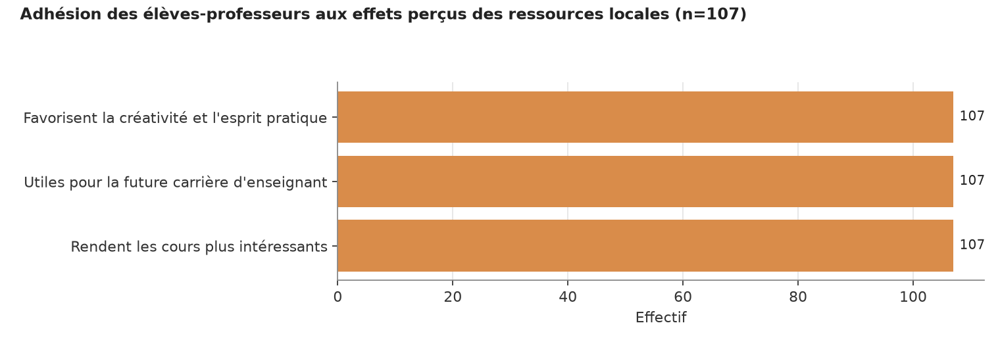 Adhésion des élèves-professeurs aux effets perçus des ressources locales (n=107)
Favorisent la créativité et l'esprit pratique
107
Utiles pour la future carrière d'enseignant
107
Rendent les cours plus intéressants
107
0 20 40 60 80 100
Effectif